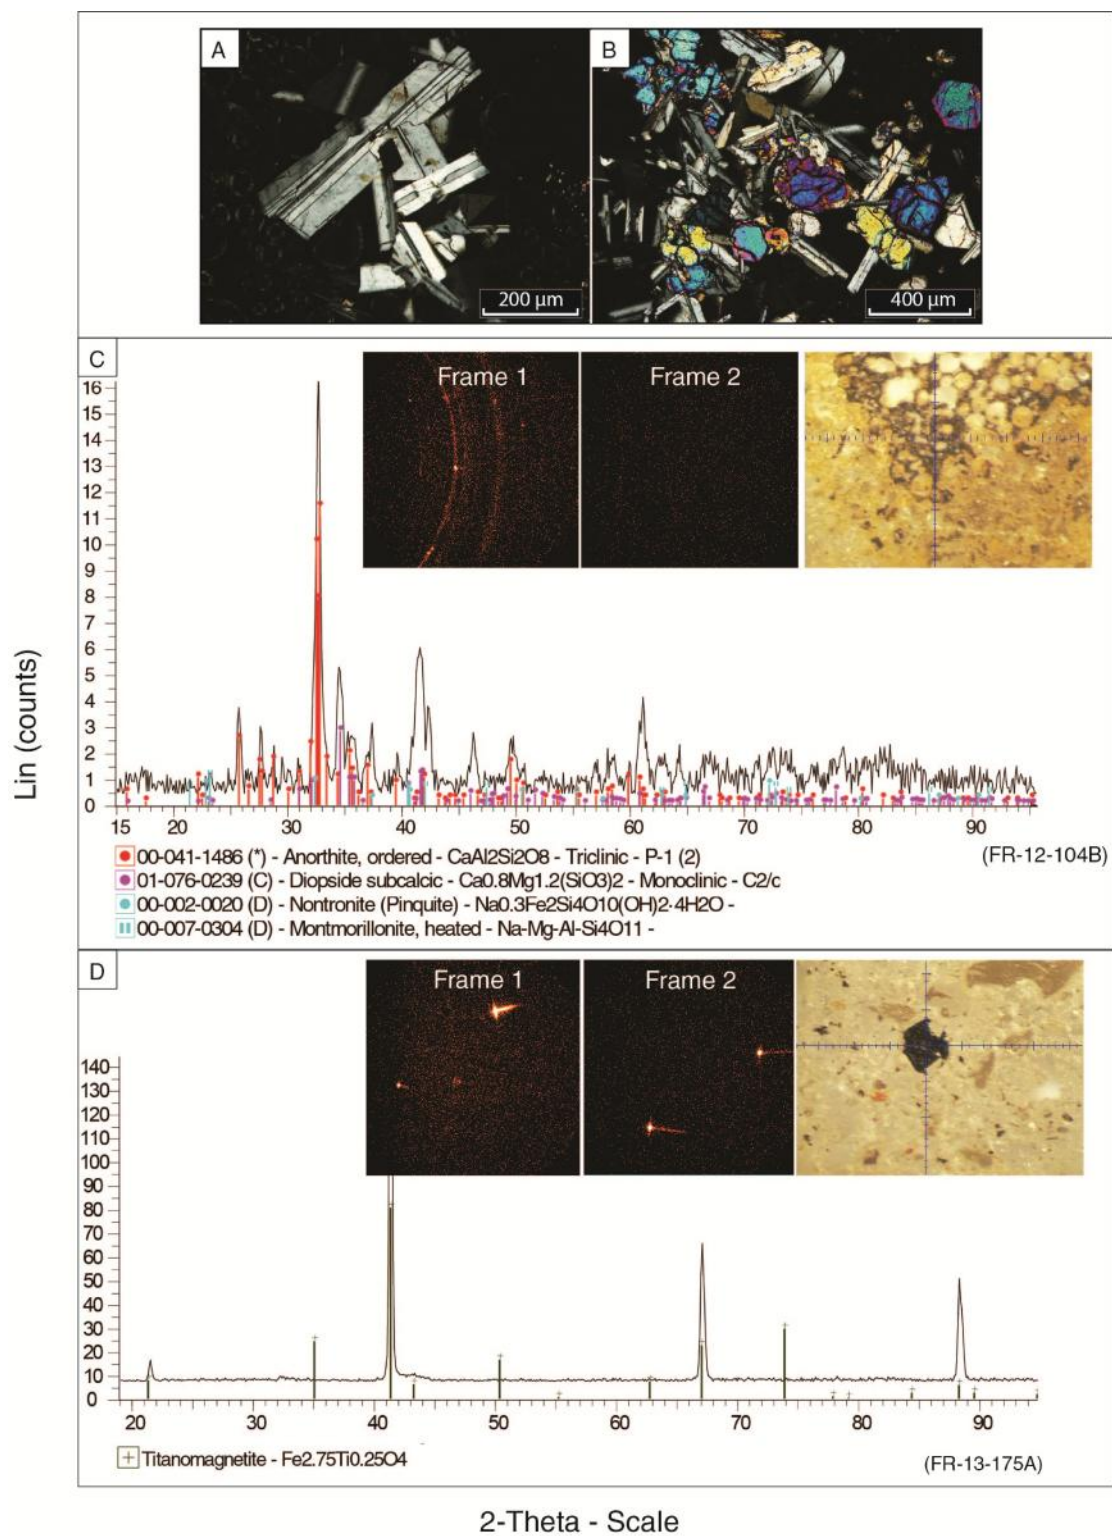 A
B
200 µm
400 µm
C
Frame 1
Frame 2
Lin (counts)
16
15
14
13
12
11
10
9
8
7
6
5
4
3
2
1
0
15 20 30 40 50 60 70 80 90
00-041-1486 (*) - Anorthite, ordered - CaAl2Si2O8 - Triclinic - P-1 (2)
(FR-12-104B)
01-076-0239 (C) - Diopside subcalcic - Ca0.8Mg1.2(SiO3)2 - Monoclinic - C2/c
00-002-0020 (D) - Nontronite (Pinquite) - Na0.3Fe2Si4O10(OH)2·4H2O -
00-007-0304 (D) - Montmorillonite, heated - Na-Mg-Al-Si4O11 -
D
Frame 1
Frame 2
140
130
120
110
100
90
80
70
60
50
40
30
20
10
0
20 30 40 50 60 70 80 90
Titanomagnetite - Fe2.75Ti0.25O4
(FR-13-175A)
2-Theta - Scale